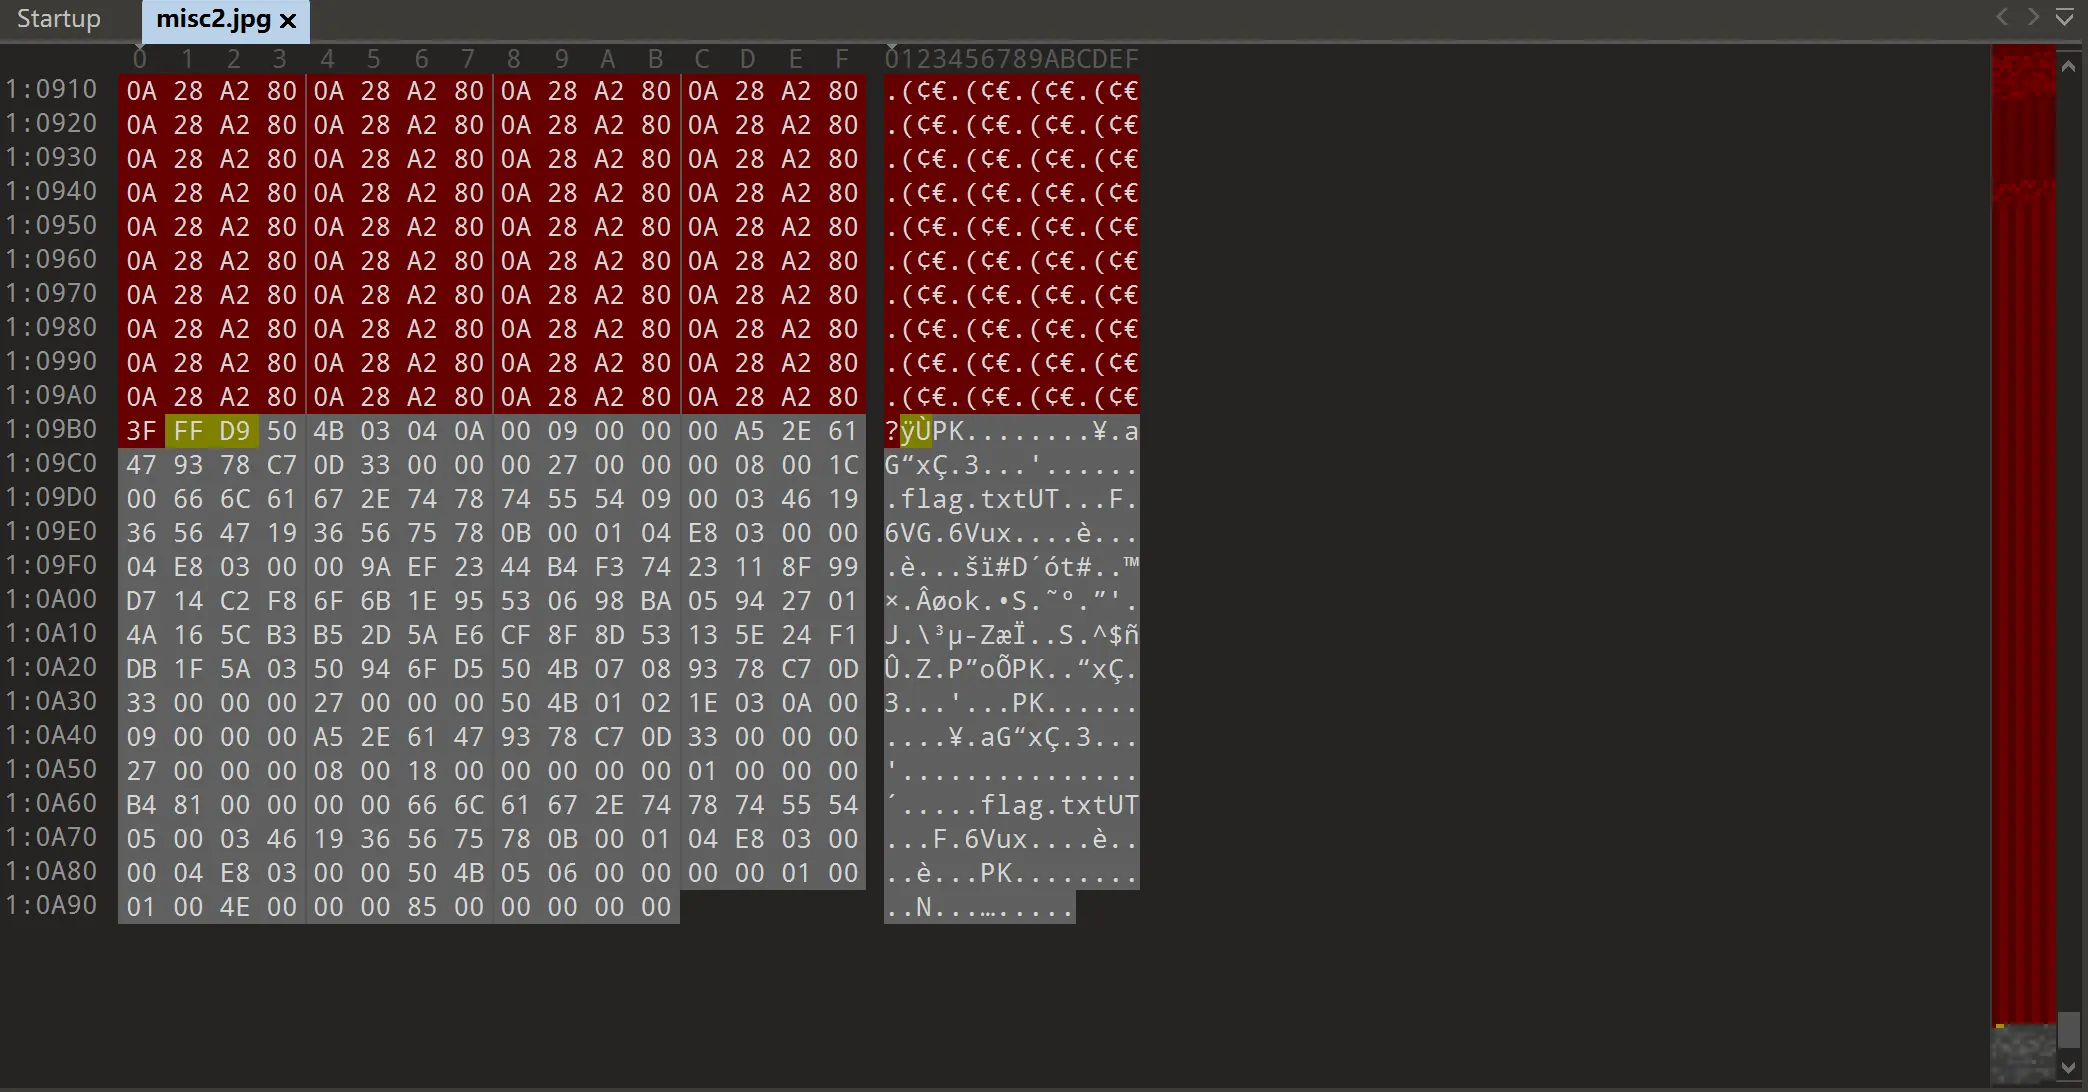 Startup misc2.jpg ×
0 1 2 3 4 5 6 7 8 9 A B C D E F 0123456789ABCDEF
1:0910 0A 28 A2 80 0A 28 A2 80 0A 28 A2 80 0A 28 A2 80 .(¢€.(¢€.(¢€.(¢€
1:0920 0A 28 A2 80 0A 28 A2 80 0A 28 A2 80 0A 28 A2 80 .(¢€.(¢€.(¢€.(¢€
1:0930 0A 28 A2 80 0A 28 A2 80 0A 28 A2 80 0A 28 A2 80 .(¢€.(¢€.(¢€.(¢€
1:0940 0A 28 A2 80 0A 28 A2 80 0A 28 A2 80 0A 28 A2 80 .(¢€.(¢€.(¢€.(¢€
1:0950 0A 28 A2 80 0A 28 A2 80 0A 28 A2 80 0A 28 A2 80 .(¢€.(¢€.(¢€.(¢€
1:0960 0A 28 A2 80 0A 28 A2 80 0A 28 A2 80 0A 28 A2 80 .(¢€.(¢€.(¢€.(¢€
1:0970 0A 28 A2 80 0A 28 A2 80 0A 28 A2 80 0A 28 A2 80 .(¢€.(¢€.(¢€.(¢€
1:0980 0A 28 A2 80 0A 28 A2 80 0A 28 A2 80 0A 28 A2 80 .(¢€.(¢€.(¢€.(¢€
1:0990 0A 28 A2 80 0A 28 A2 80 0A 28 A2 80 0A 28 A2 80 .(¢€.(¢€.(¢€.(¢€
1:09A0 0A 28 A2 80 0A 28 A2 80 0A 28 A2 80 0A 28 A2 80 .(¢€.(¢€.(¢€.(¢€
1:09B0 3F FF D9 50 4B 03 04 0A 00 09 00 00 00 A5 2E 61 ?ÿÙPK........¥.a
1:09C0 47 93 78 C7 0D 33 00 00 00 27 00 00 00 08 00 1C G“xÇ.3...'......
1:09D0 00 66 6C 61 67 2E 74 78 74 55 54 09 00 03 46 19 .flag.txtUT...F.
1:09E0 36 56 47 19 36 56 75 78 0B 00 01 04 E8 03 00 00 6VG.6Vux....è...
1:09F0 04 E8 03 00 00 9A EF 23 44 B4 F3 74 23 11 8F 99 .è...šï#D´ót#..™
1:0A00 D7 14 C2 F8 6F 6B 1E 95 53 06 98 BA 05 94 27 01 ×.Âøok.•S.˜º.”'.
1:0A10 4A 16 5C B3 B5 2D 5A E6 CF 8F 8D 53 13 5E 24 F1 J.\³µ-ZæÏ..S.^$ñ
1:0A20 DB 1F 5A 03 50 94 6F D5 50 4B 07 08 93 78 C7 0D Û.Z.P”oÕPK..“xÇ.
1:0A30 33 00 00 00 27 00 00 00 50 4B 01 02 1E 03 0A 00 3...'...PK......
1:0A40 09 00 00 00 A5 2E 61 47 93 78 C7 0D 33 00 00 00 ....¥.aG“xÇ.3...
1:0A50 27 00 00 00 08 00 18 00 00 00 00 00 01 00 00 00 '...............
1:0A60 B4 81 00 00 00 00 66 6C 61 67 2E 74 78 74 55 54 ´.....flag.txtUT
1:0A70 05 00 03 46 19 36 56 75 78 0B 00 01 04 E8 03 00 ...F.6Vux....è..
1:0A80 00 04 E8 03 00 00 50 4B 05 06 00 00 00 00 01 00 ..è...PK........
1:0A90 01 00 4E 00 00 00 85 00 00 00 00 00 ..N...….....